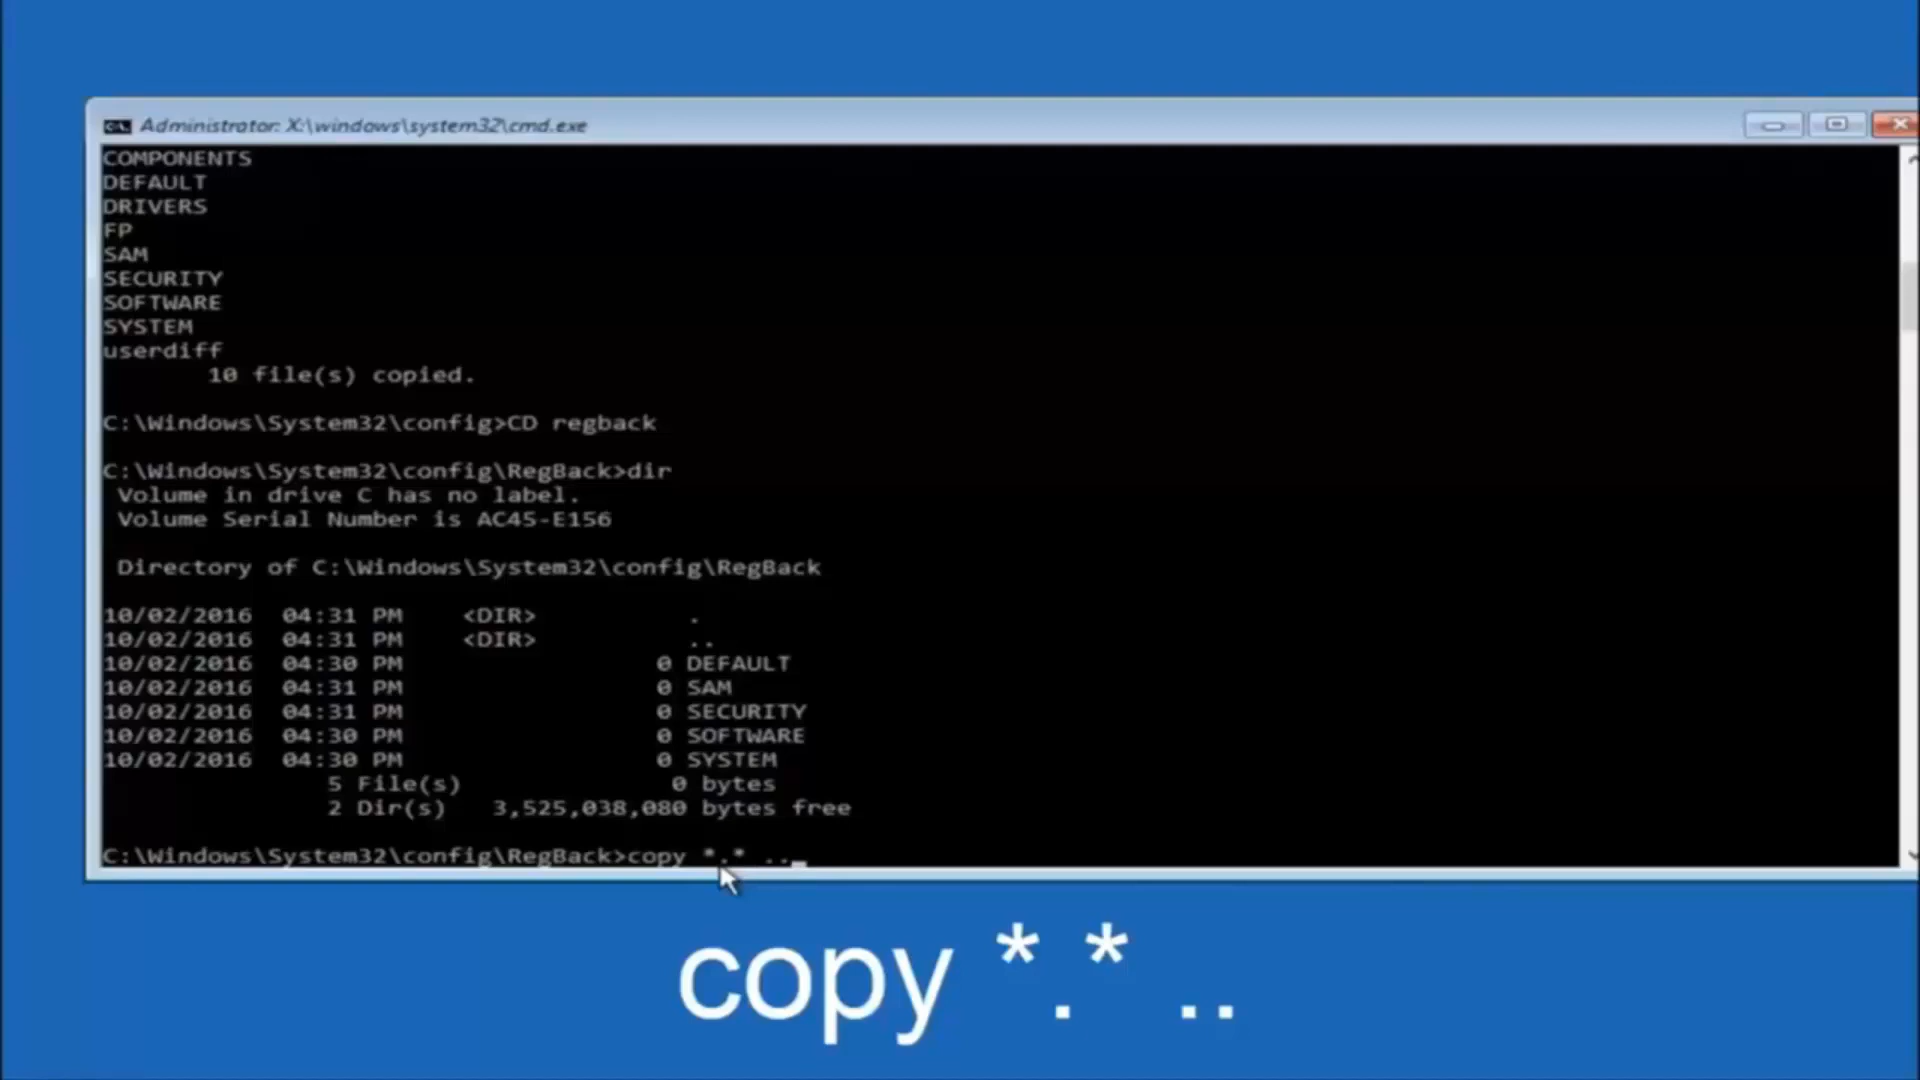 Administrator: X:\windows\system32\cmd.exe
COMPONENTS
DEFAULT
DRIVERS
FP
SAM
SECURITY
SOFTWARE
SYSTEM
userdiff
10 file(s) copied.
C:\Windows\System32\config>CD regback
C:\Windows\System32\config\RegBack>dir
Volume in drive C has no label.
Volume Serial Number is AC45-E156
Directory of C:\Windows\System32\config\RegBack
10/02/2016 04:31 PM <DIR> .
10/02/2016 04:31 PM <DIR> ..
10/02/2016 04:30 PM 0 DEFAULT
10/02/2016 04:31 PM 0 SAM
10/02/2016 04:31 PM 0 SECURITY
10/02/2016 04:30 PM 0 SOFTWARE
10/02/2016 04:30 PM 0 SYSTEM
5 File(s) 0 bytes
2 Dir(s) 3,525,038,080 bytes free
C:\Windows\System32\config\RegBack>copy *.* .._
copy *.* ..